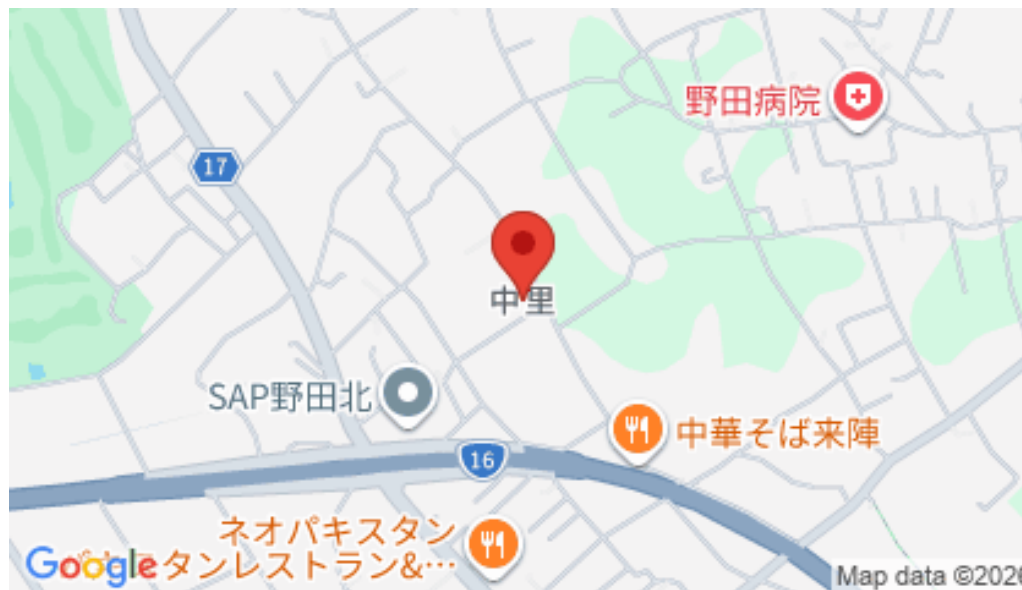 野田病院
17
中里
SAP野田北
中華そば来陣
16
ネオパキスタン
タンレストラン&…
Google
Map data ©2026